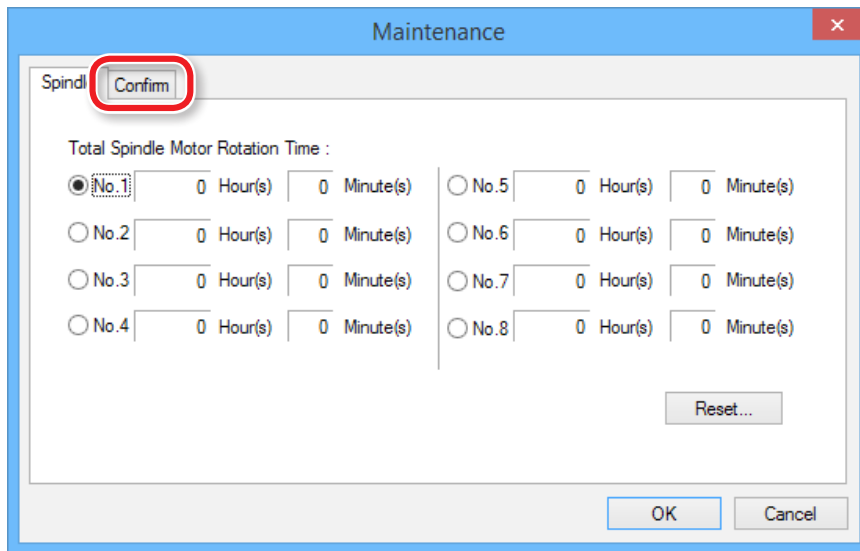 Maintenance
Spindl Confirm
Total Spindle Motor Rotation Time :
No.1 0 Hour(s) 0 Minute(s) No.5 0 Hour(s) 0 Minute(s)
No.2 0 Hour(s) 0 Minute(s) No.6 0 Hour(s) 0 Minute(s)
No.3 0 Hour(s) 0 Minute(s) No.7 0 Hour(s) 0 Minute(s)
No.4 0 Hour(s) 0 Minute(s) No.8 0 Hour(s) 0 Minute(s)
Reset...
OK Cancel